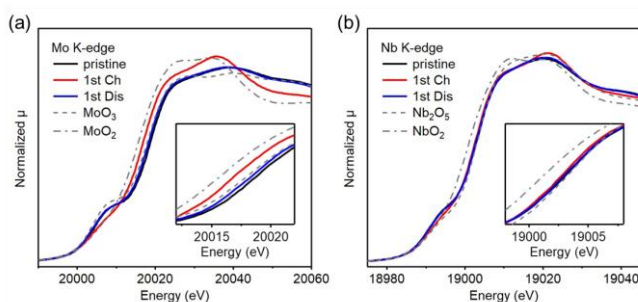 (a)
Mo K-edge
pristine
1st Ch
1st Dis
MoO₃
MoO₂
Normalized μ
20015 20020
Energy (eV)
20000 20020 20040 20060
Energy (eV)
(b)
Nb K-edge
pristine
1st Ch
1st Dis
Nb₂O₅
NbO₂
Normalized μ
19000 19005
Energy (eV)
18980 19000 19020 19040
Energy (eV)